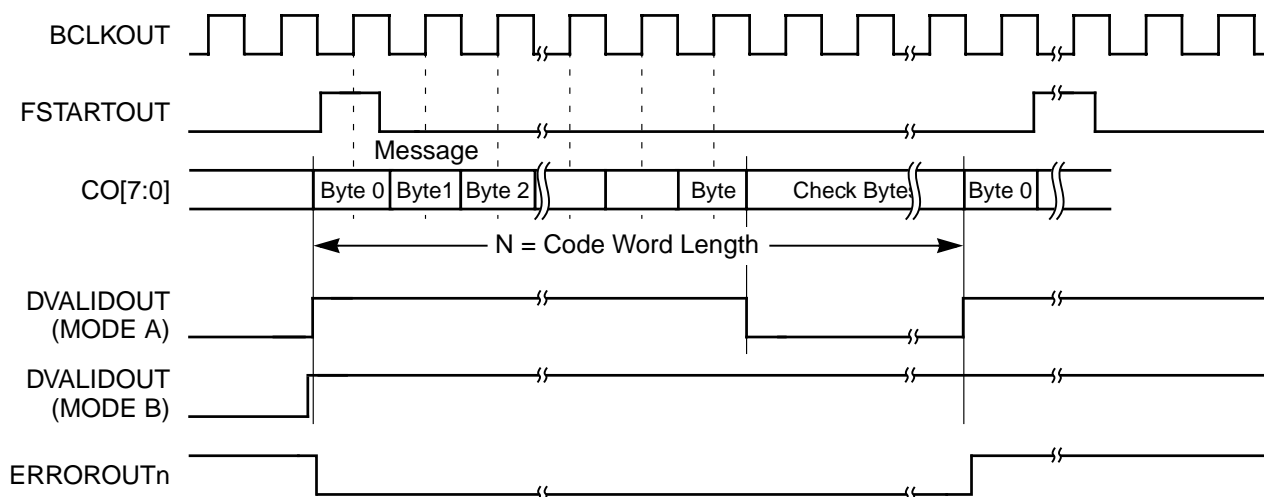 BCLKOUT
FSTARTOUT
Message
CO[7:0]
Byte 0
Byte1
Byte 2
Byte
Check Bytes
Byte 0
N = Code Word Length
DVALIDOUT
(MODE A)
DVALIDOUT
(MODE B)
ERROROUTn